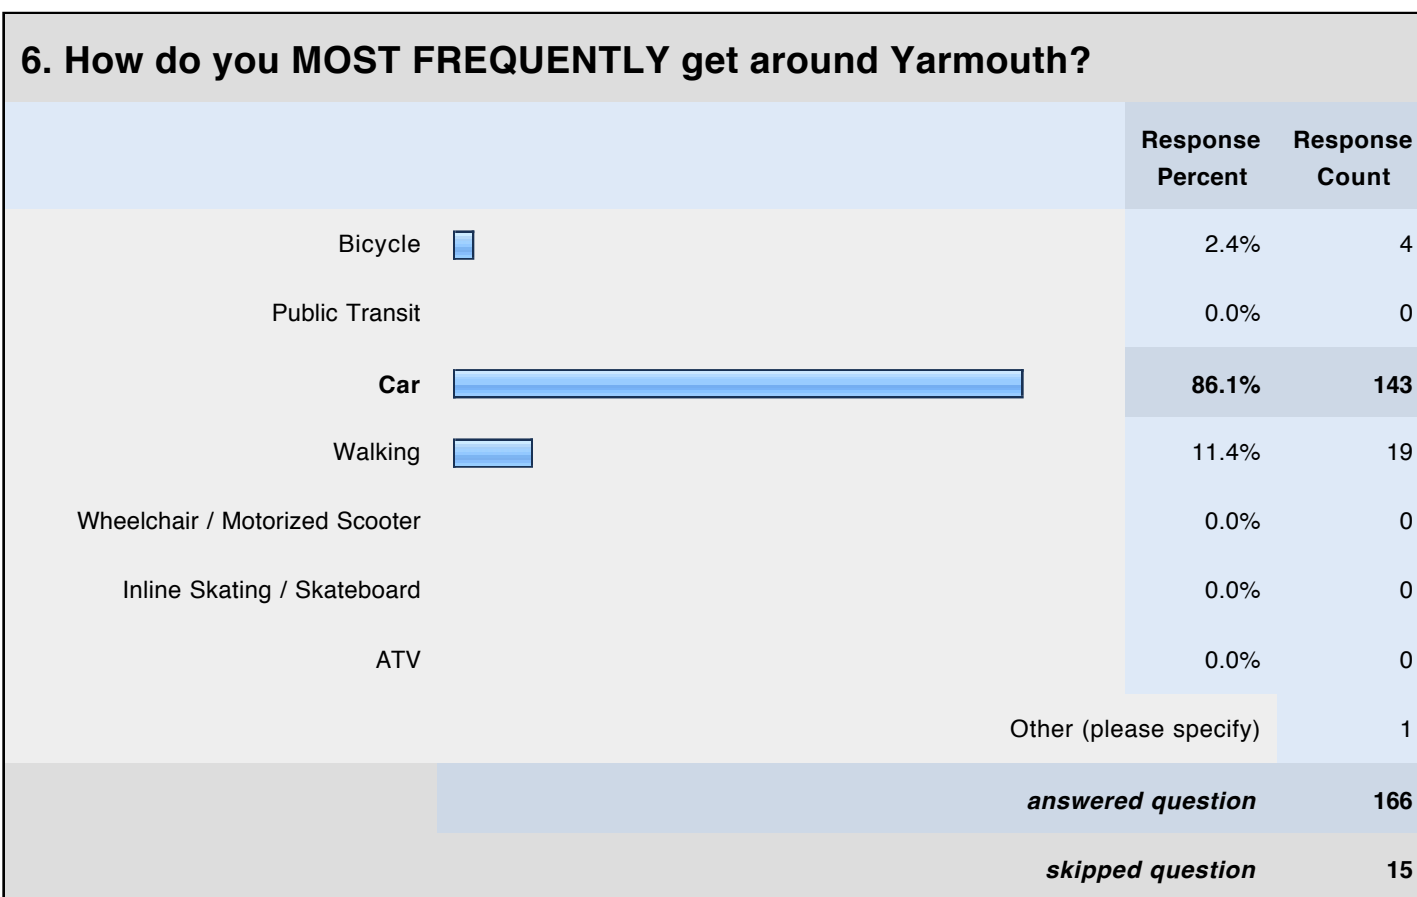 6. How do you MOST FREQUENTLY get around Yarmouth?
Response Percent Response Count
Bicycle 2.4% 4
Public Transit 0.0% 0
Car 86.1% 143
Walking 11.4% 19
Wheelchair / Motorized Scooter 0.0% 0
Inline Skating / Skateboard 0.0% 0
ATV 0.0% 0
Other (please specify) 1
answered question 166
skipped question 15